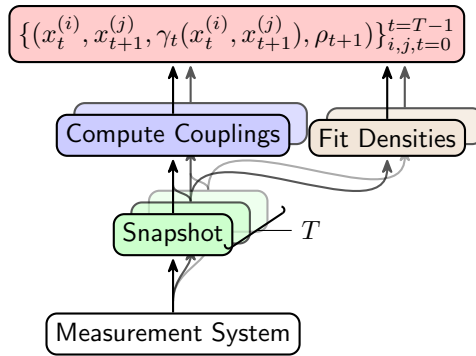 {(x_t^{(i)}, x_{t+1}^{(j)}, γ_t(x_t^{(i)}, x_{t+1}^{(j)}), ρ_{t+1})}_{i,j,t=0}^{t=T−1}
Compute Couplings
Fit Densities
Snapshot
T
Measurement System